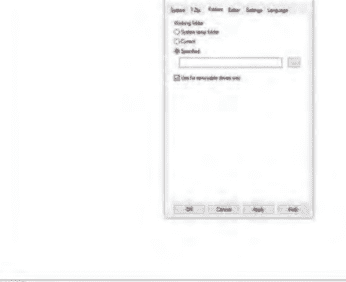 System 7-Zip Folders Editor Settings Language
Working folder
System temp folder
Current
Specified:
...
Use for removable drives only
OK Cancel Apply Help